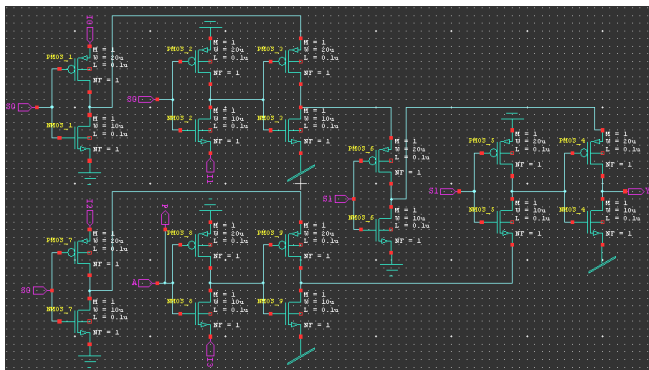 I0
M = 1
W = 20u
L = 0.1u
NF = 1
PMOS_1
S0
NMOS_1
M = 1
W = 10u
L = 0.1u
NF = 1
PMOS_2
M = 1
W = 20u
L = 0.1u
NF = 1
S0
NMOS_2
M = 1
W = 10u
L = 0.1u
NF = 1
I1
PMOS_3
M = 1
W = 20u
L = 0.1u
NF = 1
NMOS_3
M = 1
W = 10u
L = 0.1u
NF = 1
PMOS_6
M = 1
W = 20u
L = 0.1u
NF = 1
S1
NMOS_6
M = 1
W = 10u
L = 0.1u
NF = 1
PMOS_5
M = 1
W = 20u
L = 0.1u
NF = 1
S1
NMOS_5
M = 1
W = 10u
L = 0.1u
NF = 1
PMOS_4
M = 1
W = 20u
L = 0.1u
NF = 1
Y
NMOS_4
M = 1
W = 10u
L = 0.1u
NF = 1
I2
PMOS_7
M = 1
W = 20u
L = 0.1u
NF = 1
S0
NMOS_7
M = 1
W = 10u
L = 0.1u
NF = 1
P
PMOS_8
M = 1
W = 20u
L = 0.1u
NF = 1
A
NMOS_8
M = 1
W = 10u
L = 0.1u
NF = 1
I3
PMOS_9
M = 1
W = 20u
L = 0.1u
NF = 1
NMOS_9
M = 1
W = 10u
L = 0.1u
NF = 1